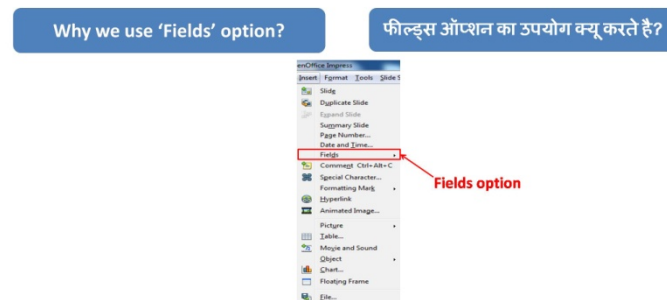 Why we use ‘Fields’ option?
फील्ड्स ऑप्शन का उपयोग क्यू करते है?
enOffice Impress
Insert Format Tools Slide S
Slide
Duplicate Slide
Expand Slide
Summary Slide
Page Number...
Date and Time...
Fields
Comment Ctrl+Alt+C
Special Character...
Formatting Mark
Hyperlink
Animated Image...
Picture
Table...
Movie and Sound
Object
Chart...
Floating Frame
File...
Fields option